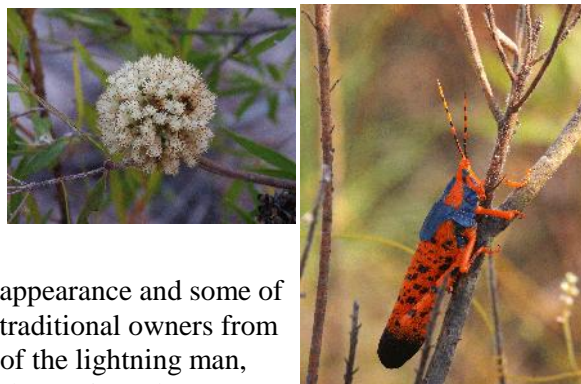 appearance and some of
traditional owners from
of the lightning man,